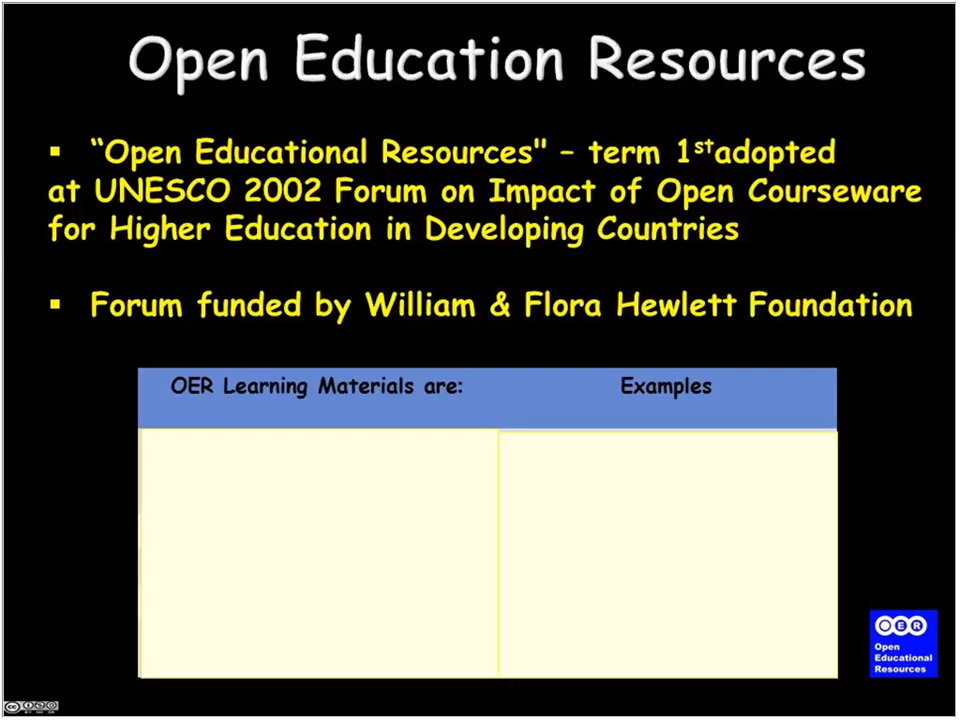 Open Education Resources
▪ “Open Educational Resources" – term 1st adopted
at UNESCO 2002 Forum on Impact of Open Courseware
for Higher Education in Developing Countries
▪ Forum funded by William & Flora Hewlett Foundation
OER Learning Materials are: Examples
OER
Open
Educational
Resources
cc